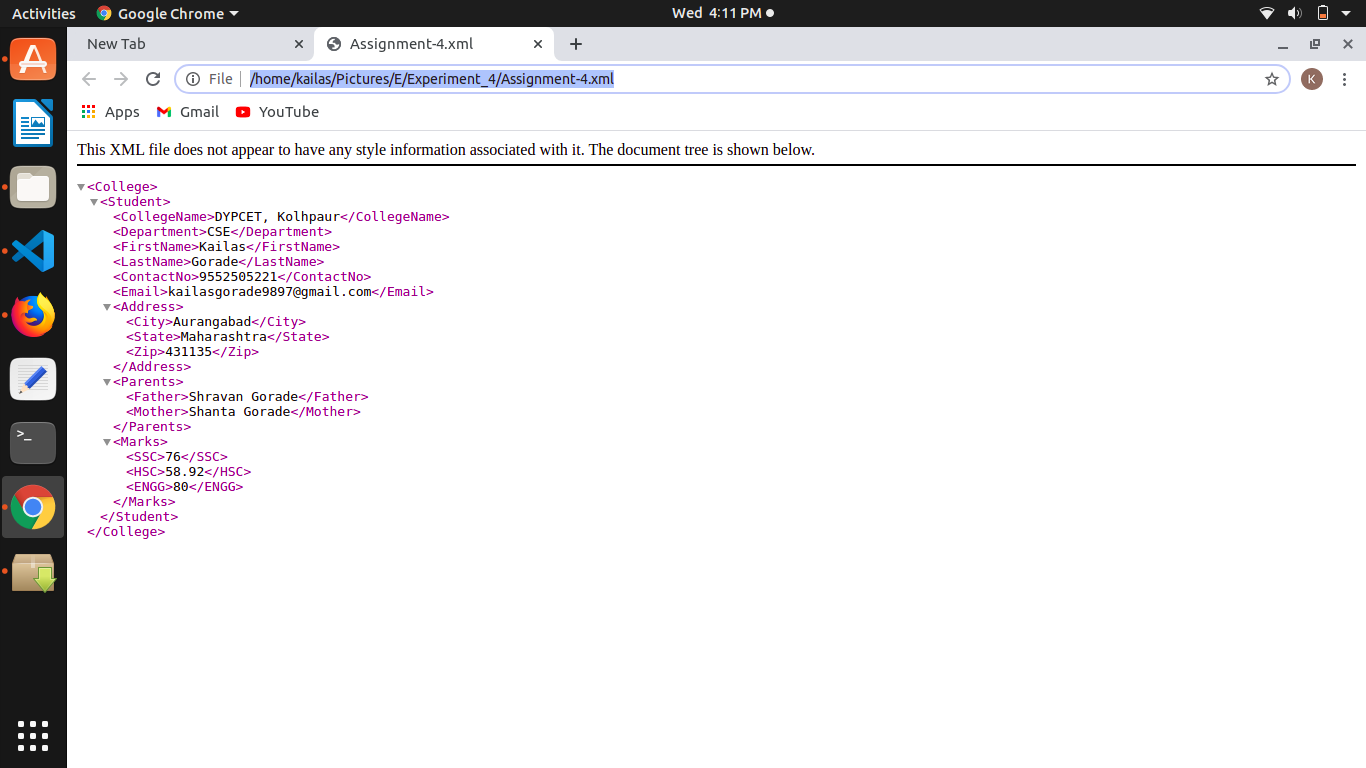 Activities Google Chrome Wed 4:11 PM
New Tab Assignment-4.xml
File /home/kailas/Pictures/E/Experiment_4/Assignment-4.xml K
Apps Gmail YouTube
This XML file does not appear to have any style information associated with it. The document tree is shown below.
<College>
<Student>
<CollegeName>DYPCET, Kolhpaur</CollegeName>
<Department>CSE</Department>
<FirstName>Kailas</FirstName>
<LastName>Gorade</LastName>
<ContactNo>9552505221</ContactNo>
<Email>kailasgorade9897@gmail.com</Email>
<Address>
<City>Aurangabad</City>
<State>Maharashtra</State>
<Zip>431135</Zip>
</Address>
<Parents>
<Father>Shravan Gorade</Father>
<Mother>Shanta Gorade</Mother>
</Parents>
<Marks>
<SSC>76</SSC>
<HSC>58.92</HSC>
<ENGG>80</ENGG>
</Marks>
</Student>
</College>